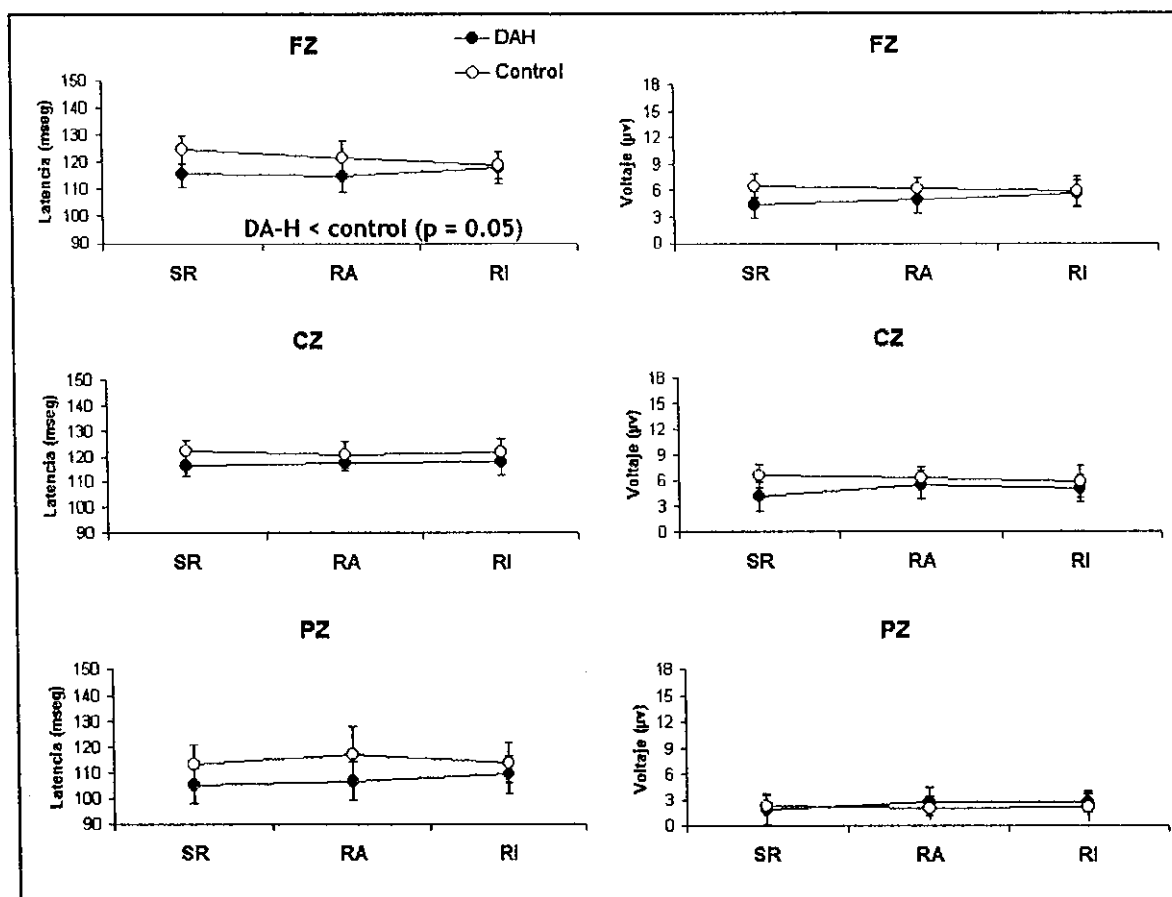 FZ
DAH
Control
Latencia (mseg)
150
140
130
120
110
100
90
DA-H < control (p = 0.05)
SR RA RI
FZ
Voltaje (µv)
18
15
12
9
6
3
0
SR RA RI
CZ
Latencia (mseg)
150
140
130
120
110
100
90
SR RA RI
CZ
Voltaje (µv)
18
15
12
9
6
3
0
SR RA RI
PZ
Latencia (mseg)
150
140
130
120
110
100
90
SR RA RI
PZ
Voltaje (µv)
18
15
12
9
6
3
0
SR RA RI